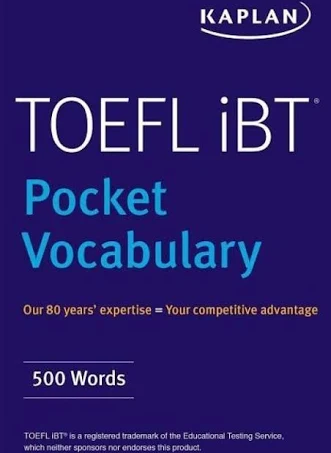 KAPLAN
TOEFL iBT®
Pocket
Vocabulary
Our 80 years' expertise = Your competitive advantage
500 Words
TOEFL iBT® is a registered trademark of the Educational Testing Service,
which neither sponsors nor endorses this product.